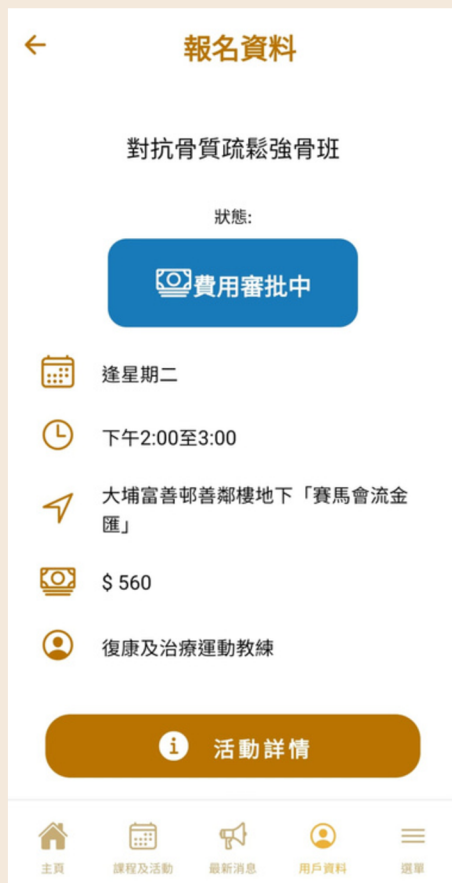 報名資料
對抗骨質疏鬆強骨班
狀態:
費用審批中
逢星期二
下午2:00至3:00
大埔富善邨善鄰樓地下「賽馬會流金
匯」
$ 560
復康及治療運動教練
活動詳情
主頁
課程及活動
最新消息
用戶資料
選單